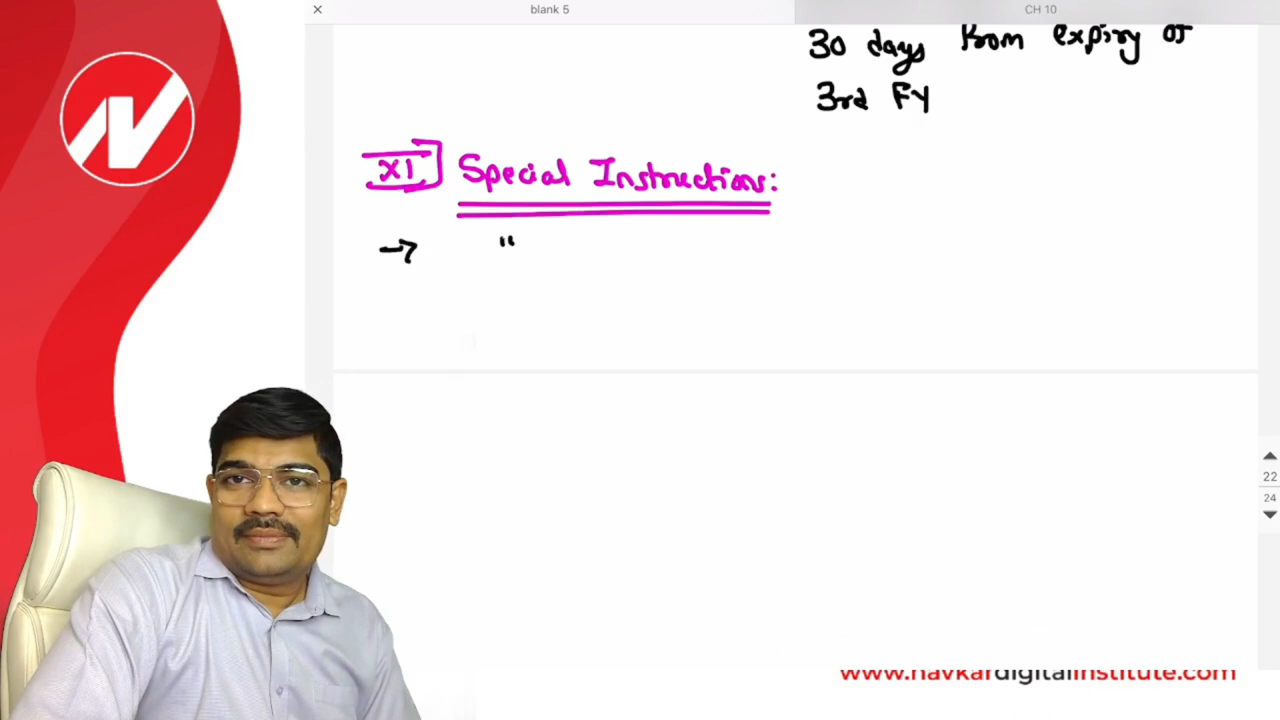 × blank 5 CH 10
30 days from expiry of
3rd FY
XI Special Instructions:
→ "
22
24
www.navkardigitalinstitute.com